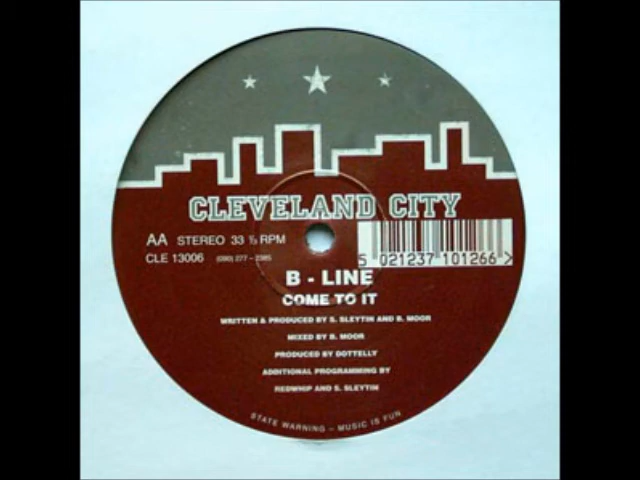 CLEVELAND CITY
AA STEREO 33 ⅓ RPM
CLE 13006 (090) 277 – 2385
5 021237 101266 >
B - LINE
COME TO IT
WRITTEN & PRODUCED BY S. SLEYTIN AND B. MOOR
MIXED BY B. MOOR
PRODUCED BY DOTTELLY
ADDITIONAL PROGRAMMING BY
REDWHIP AND S. SLEYTIN
STATE WARNING – MUSIC IS FUN